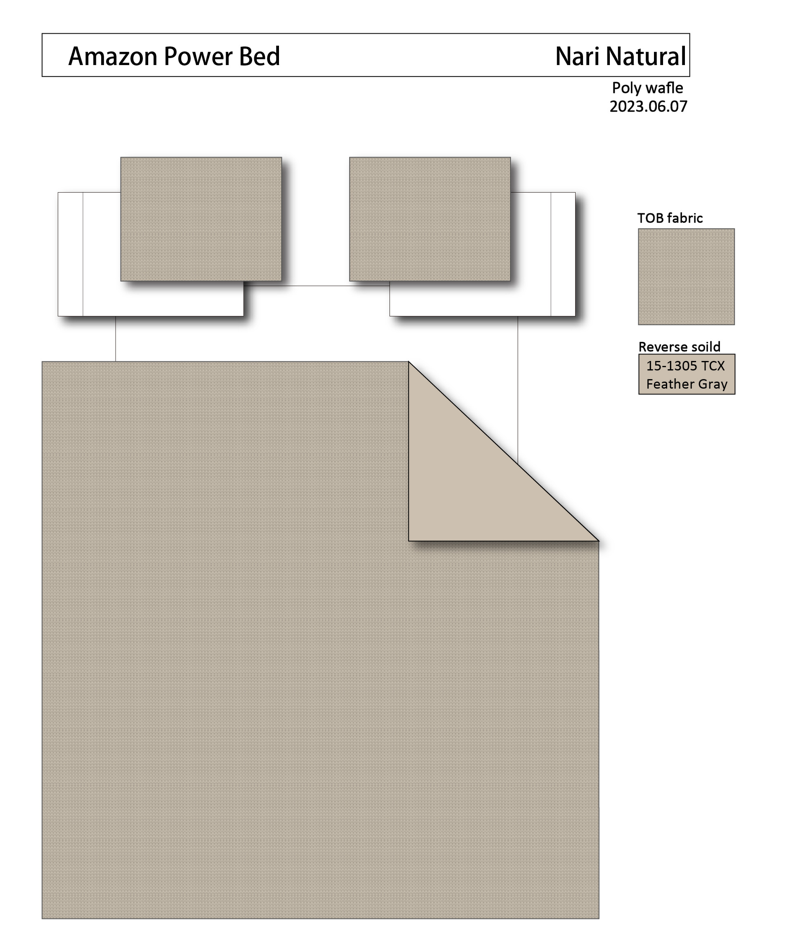 Amazon Power Bed
Nari Natural
Poly wafle
2023.06.07
TOB fabric
Reverse soild
15-1305 TCX
Feather Gray